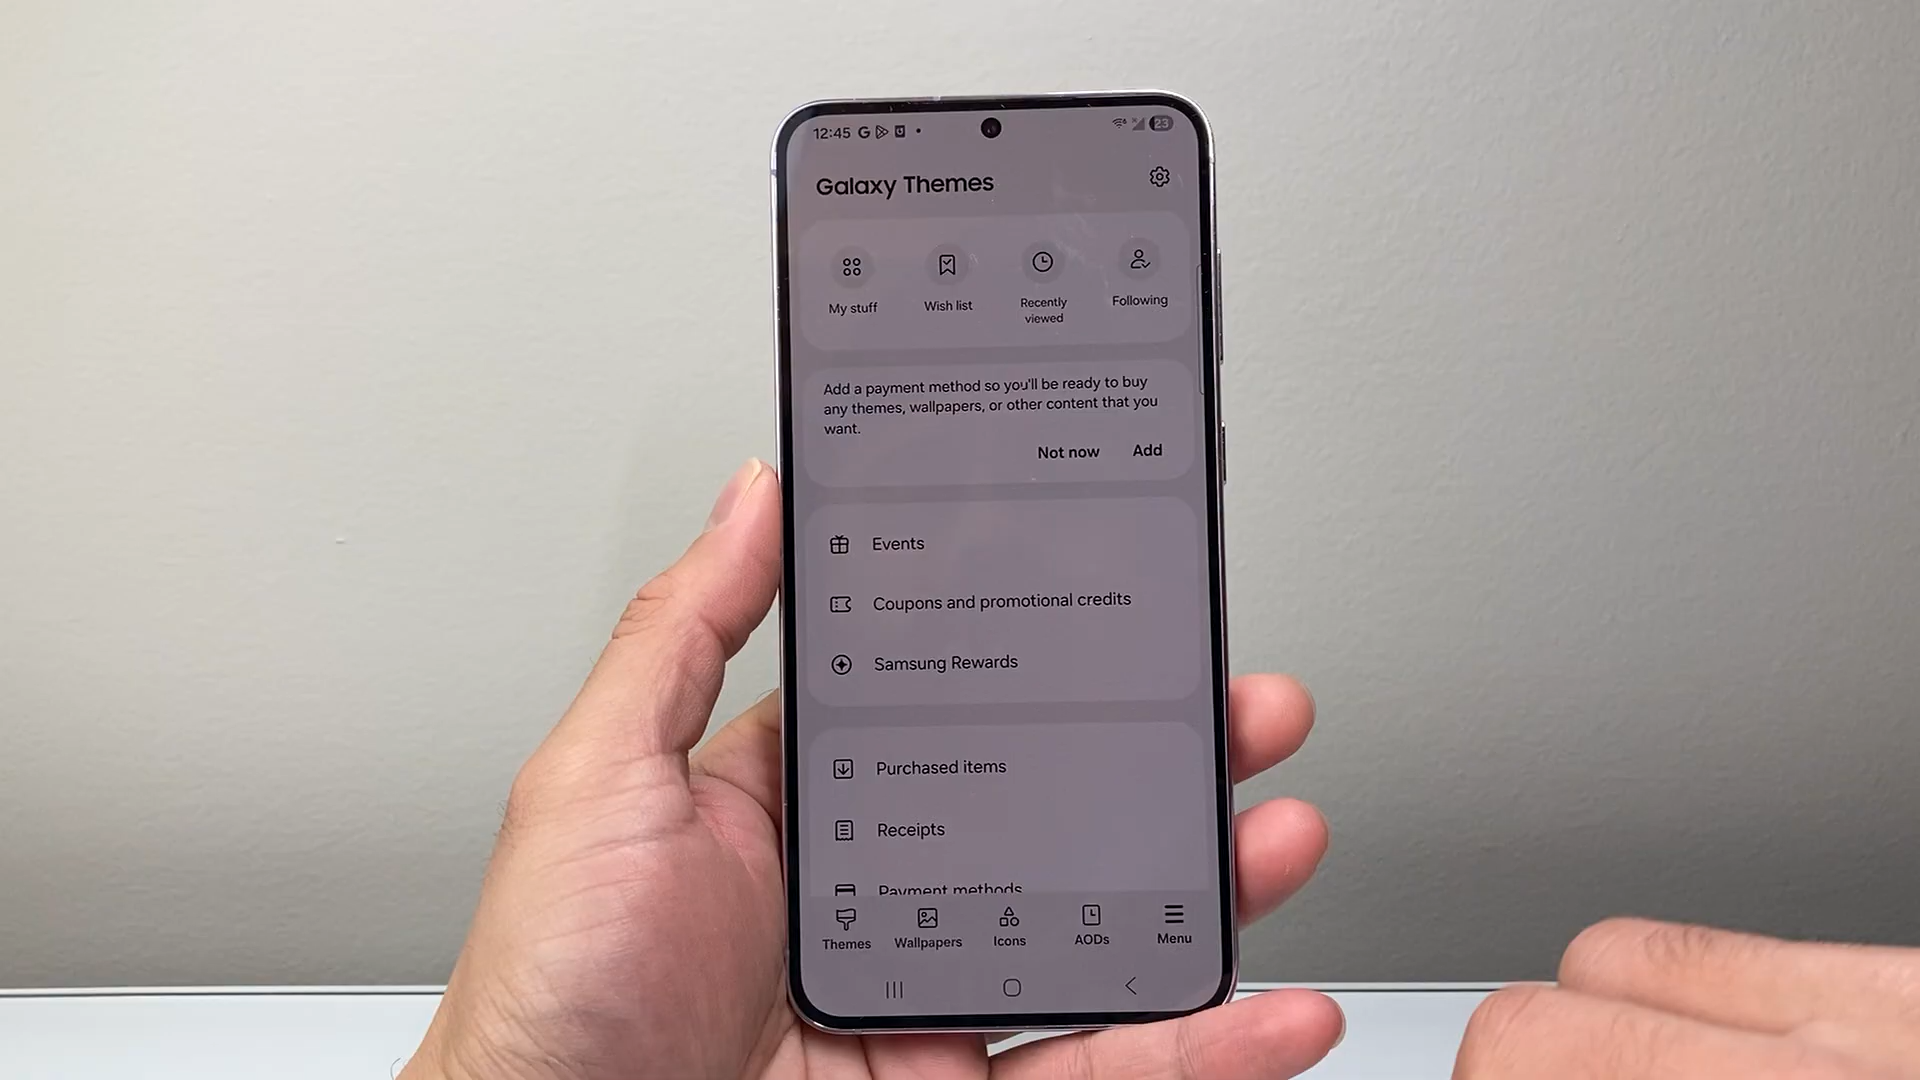 12:45 G
23
Galaxy Themes
My stuff
Wish list
Recently
viewed
Following
Add a payment method so you'll be ready to buy
any themes, wallpapers, or other content that you
want.
Not now Add
Events
Coupons and promotional credits
Samsung Rewards
Purchased items
Receipts
Payment methods
Themes
Wallpapers
Icons
AODs
Menu